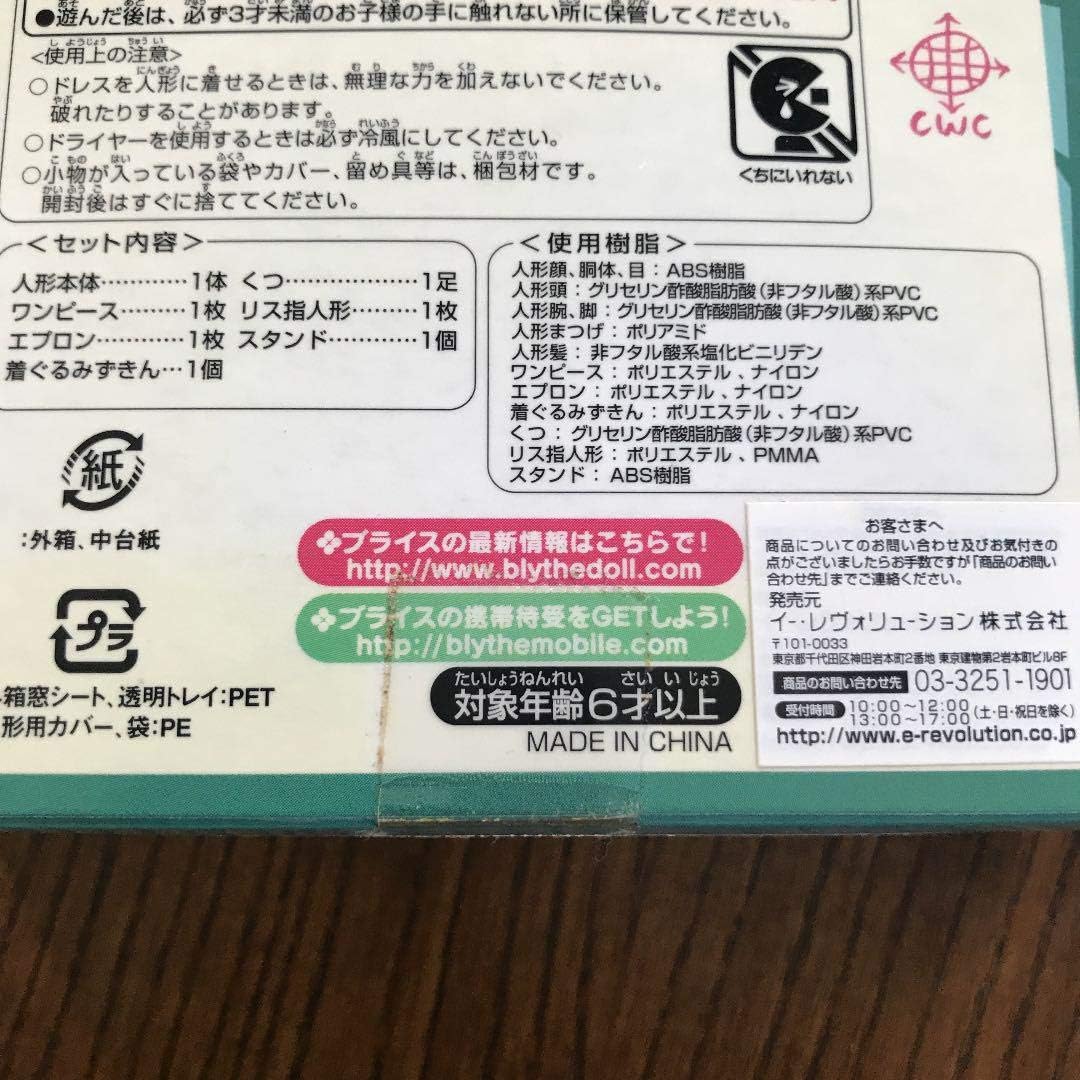 ●遊んだ後は、必ず3才未満のお子様の手に触れない所に保管してください。
<使用上の注意>
○ドレスを人形に着せるときは、無理な力を加えないでください。
破れたりすることがあります。
○ドライヤーを使用するときは必ず冷風にしてください。
○小物が入っている袋やカバー、留め具等は、梱包材です。
開封後はすぐに捨ててください。
くちにいれない
CWC
<セット内容>
人形本体…………1体 くつ………………1足
ワンピース………1枚 リス指人形………1枚
エプロン…………1枚 スタンド…………1個
着ぐるみずきん…1個
<使用樹脂>
人形顔、胴体、目：ABS樹脂
人形頭：グリセリン酢酸脂肪酸(非フタル酸)系PVC
人形腕、脚：グリセリン酢酸脂肪酸(非フタル酸)系PVC
人形まつげ：ポリアミド
人形髪：非フタル酸系塩化ビニリデン
ワンピース：ポリエステル、ナイロン
エプロン：ポリエステル、ナイロン
着ぐるみずきん：ポリエステル、ナイロン
くつ：グリセリン酢酸脂肪酸(非フタル酸)系PVC
リス指人形：ポリエステル、PMMA
スタンド：ABS樹脂
紙
:外箱、中台紙
プラ
箱窓シート、透明トレイ:PET
形用カバー、袋:PE
ブライスの最新情報はこちらで!
http://www.blythedoll.com
ブライスの携帯待受をGETしよう!
http://blythemobile.com
対象年齢6才以上
MADE IN CHINA
お客さまへ
商品についてのお問い合わせ及びお気付きの
点がございましたらお手数ですが「商品のお問い
合わせ先」までご連絡ください。
発売元
イー・レヴォリューション株式会社
〒101-0033
東京都千代田区神田岩本町2番地 東京建物第2岩本町ビル8F
商品のお問い合わせ先 03-3251-1901
受付時間 10:00～12:00
13:00～17:00 (土・日・祝日を除く)
http://www.e-revolution.co.jp